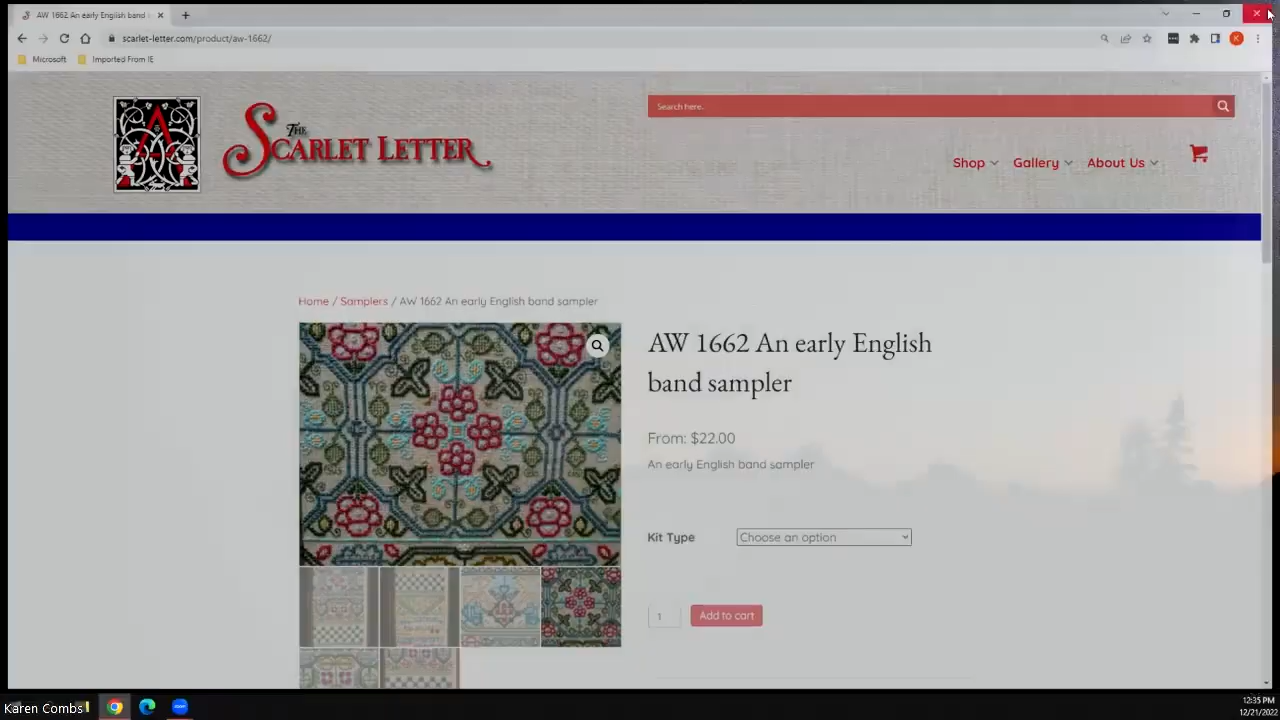 AW 1662 An early English band
scarlet-letter.com/product/aw-1662/
K
Microsoft
Imported From IE
A
THE
SCARLET LETTER
Search here..
Shop
Gallery
About Us
Home / Samplers / AW 1662 An early English band sampler
AW 1662 An early English
band sampler
From: $22.00
An early English band sampler
Kit Type
Choose an option
1
Add to cart
Karen Combs
12:35 PM
12/21/2022